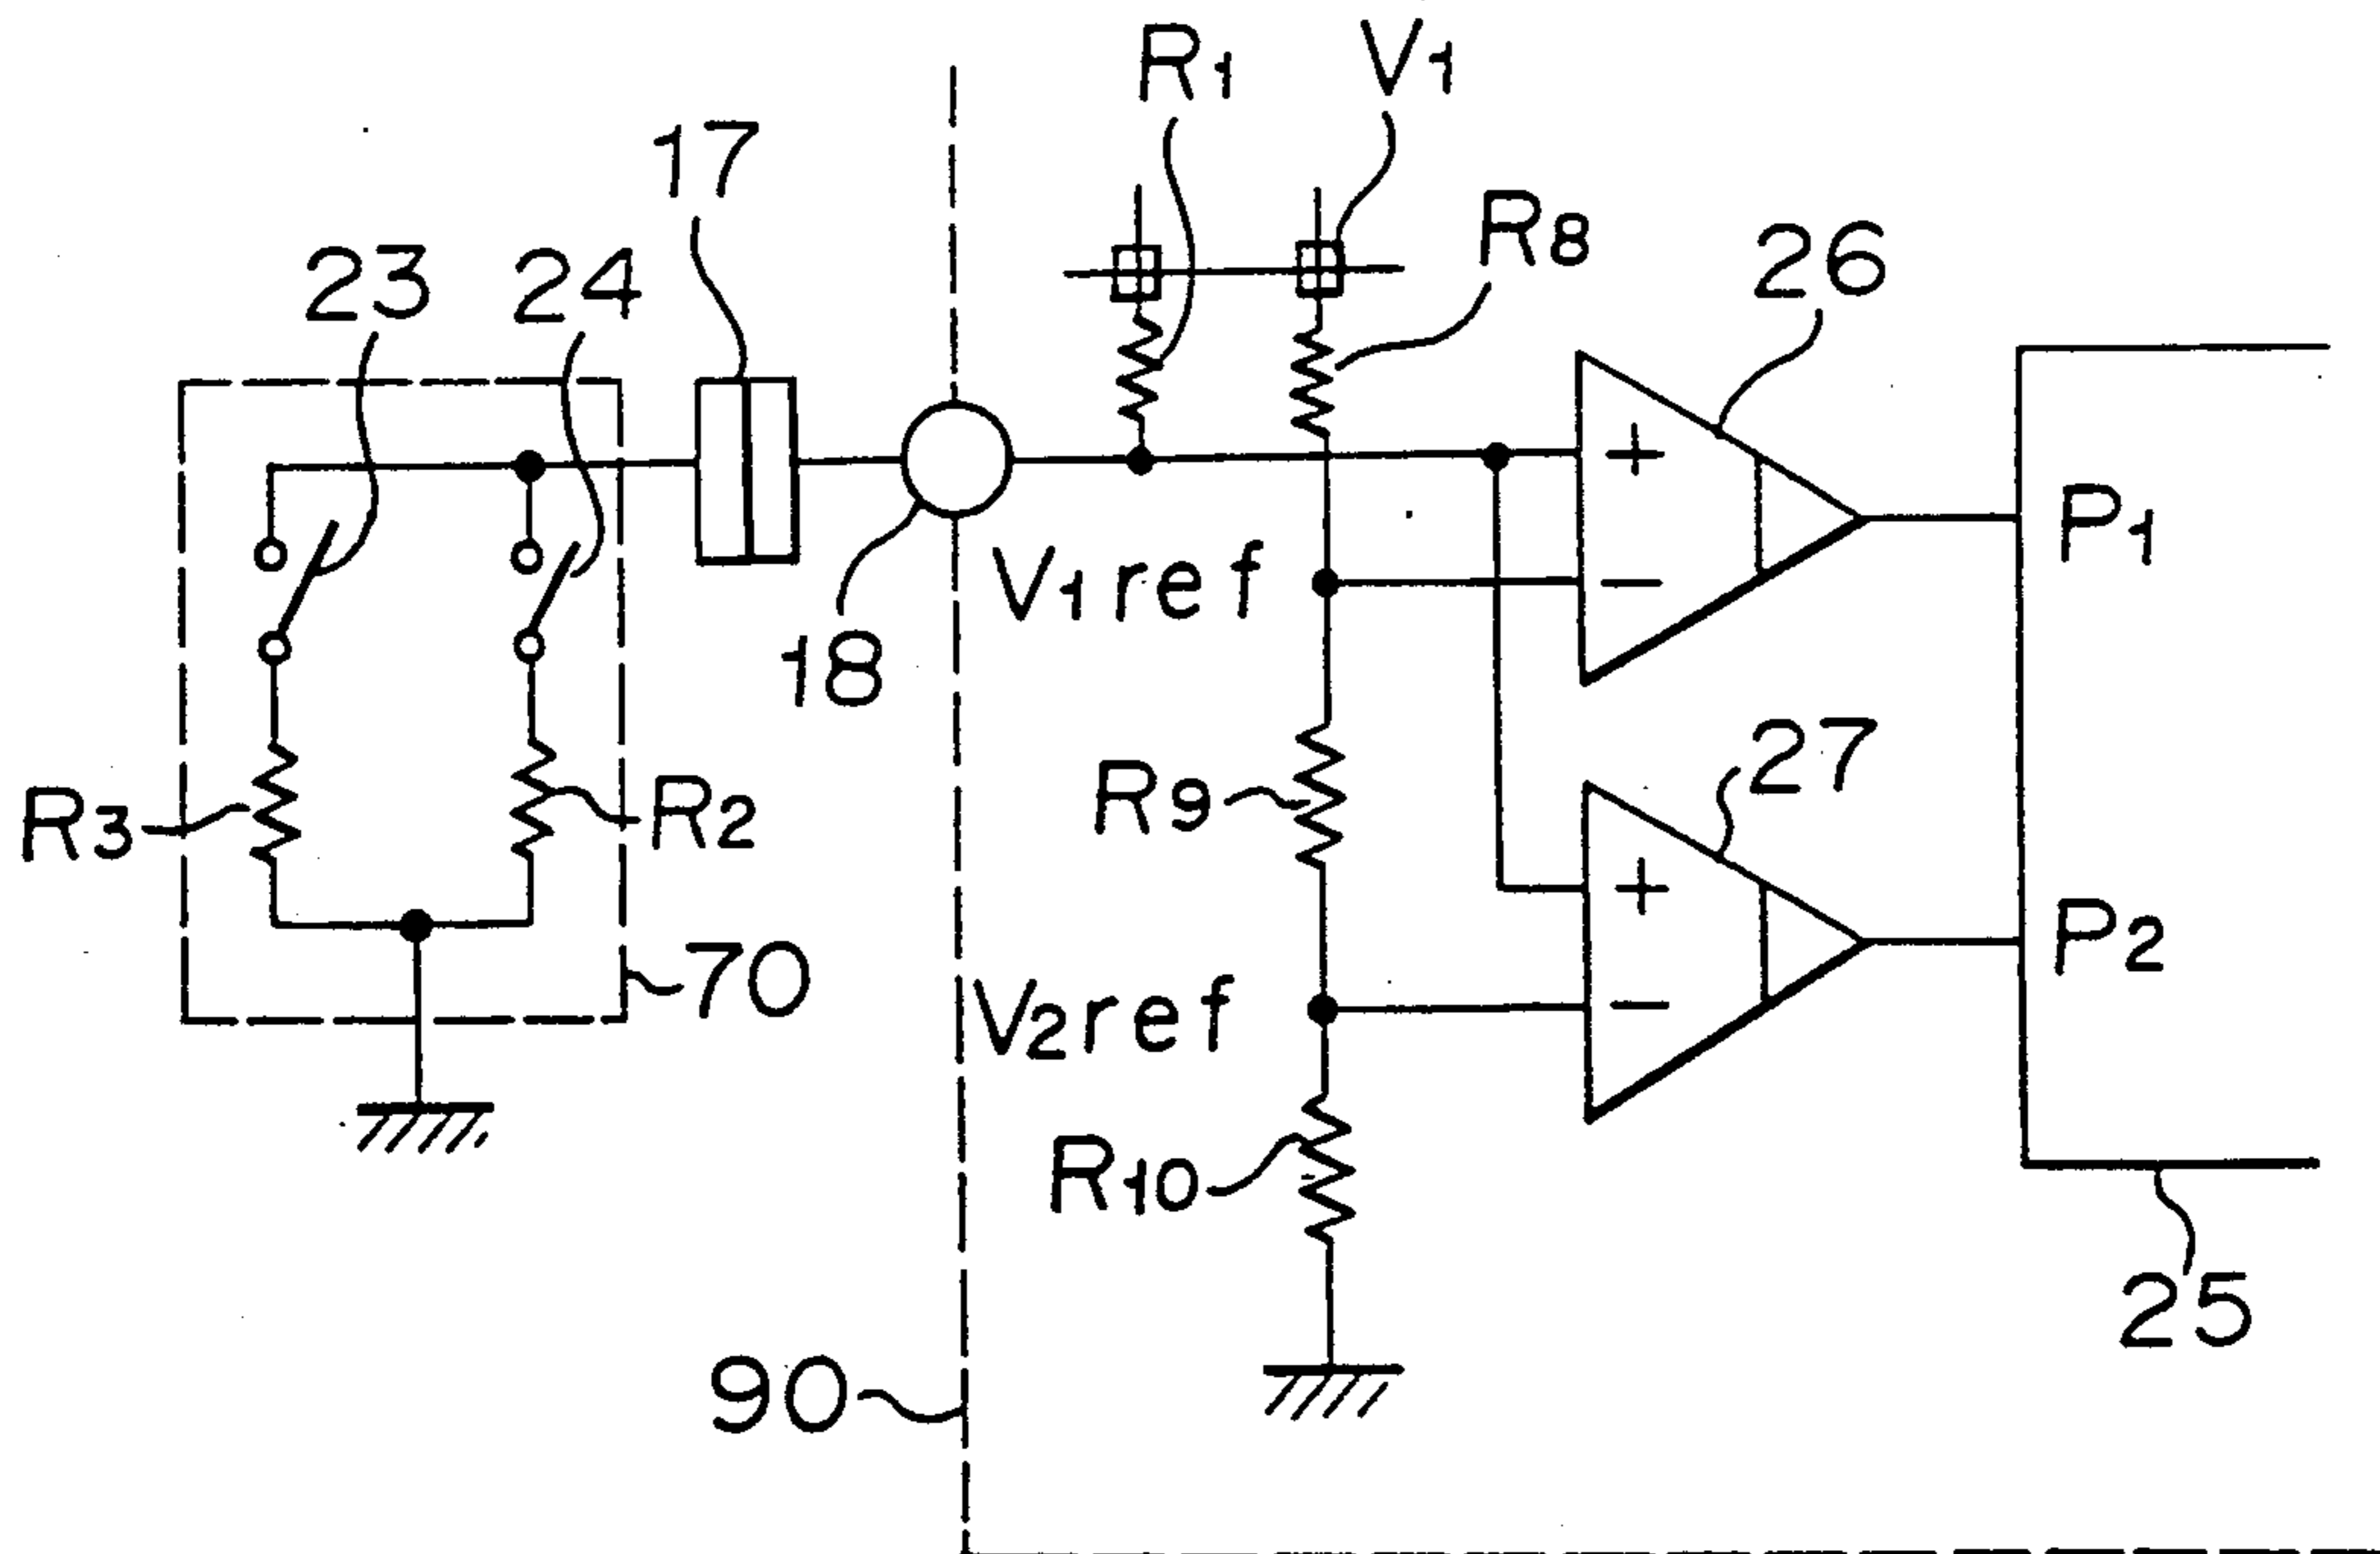 R1
V1
17
R8
23
24
26
+
P1
V1ref
−
18
27
R9
R3
R2
+
P2
70
V2ref
−
R10
25
90